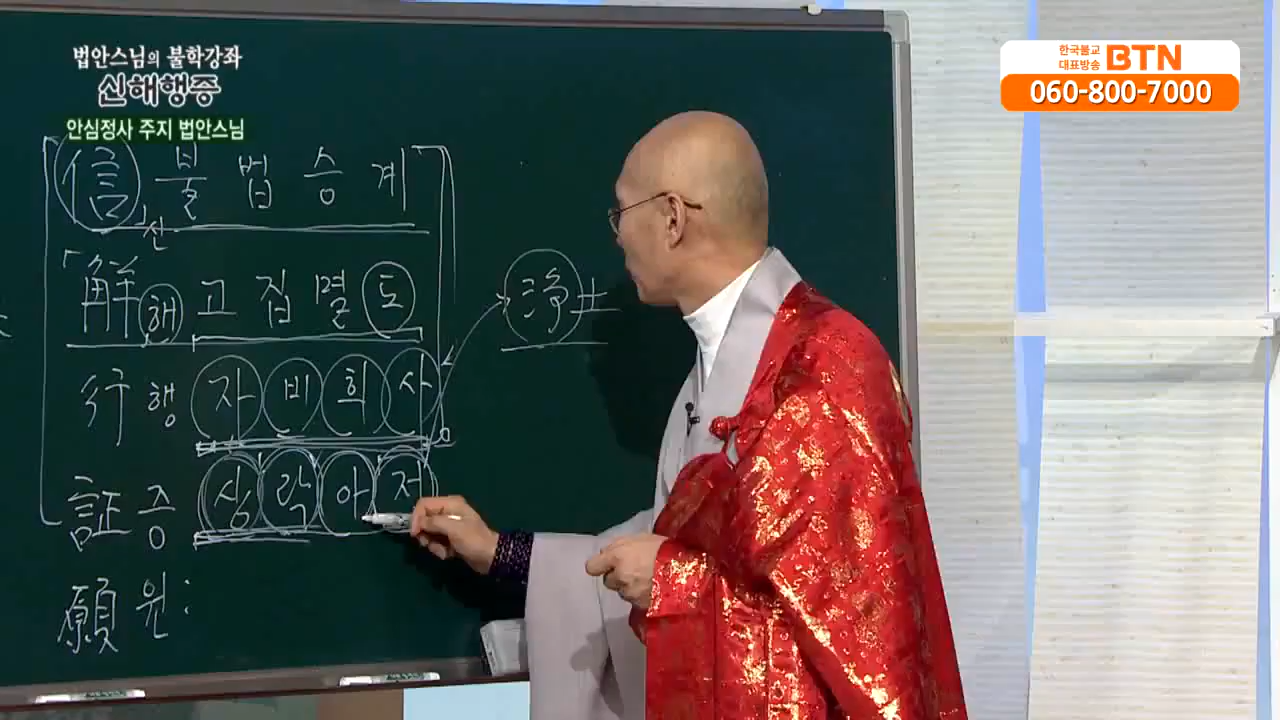 법안스님의 불학강좌
신해행증
안심정사 주지 법안스님
한국불교
대표방송 BTN
060-800-7000
信 불 법 승 계
신
解 해 고 집 멸 도
行 행 자 비 희 사
証 증 상 락 아 저
願 원:
淨土